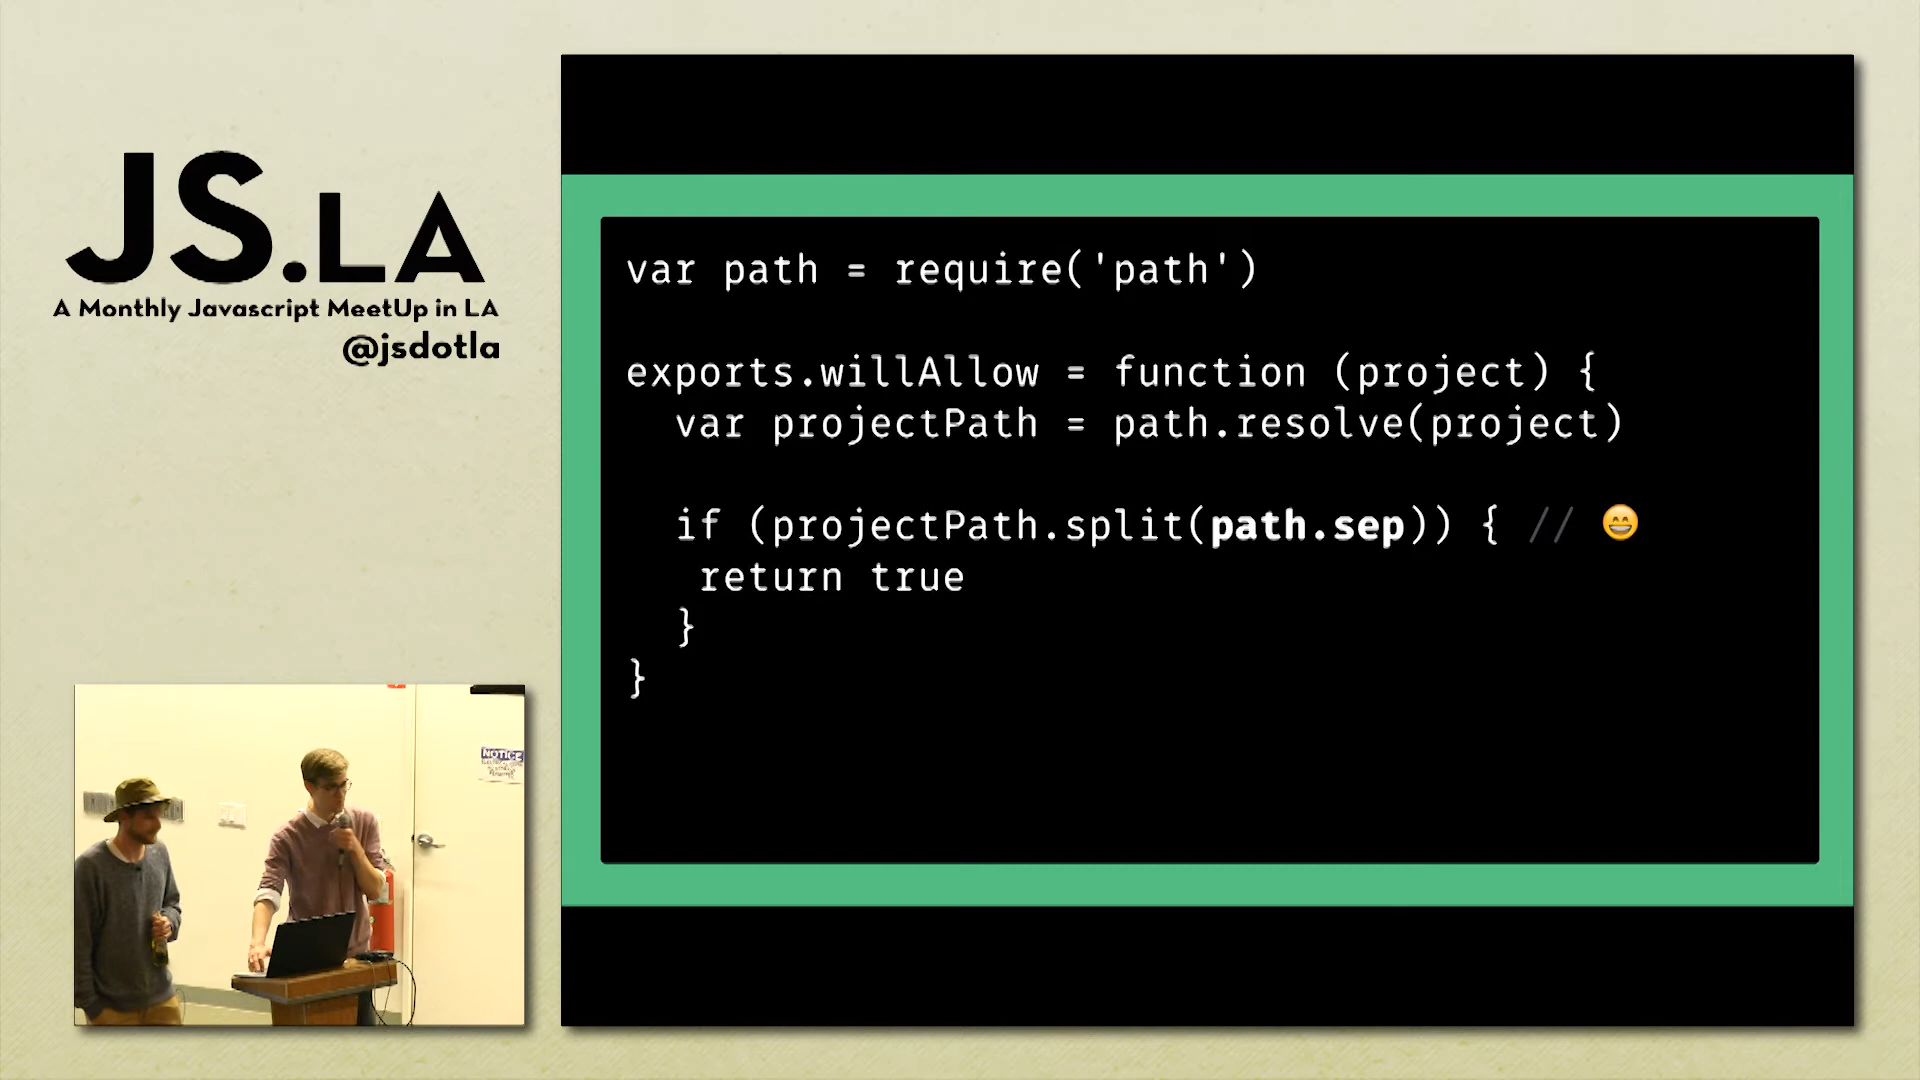 JS.LA
A Monthly Javascript MeetUp in LA
@jsdotla
var path = require('path')
exports.willAllow = function (project) {
var projectPath = path.resolve(project)
if (projectPath.split(path.sep)) { // 😄
return true
}
}
NOTICE